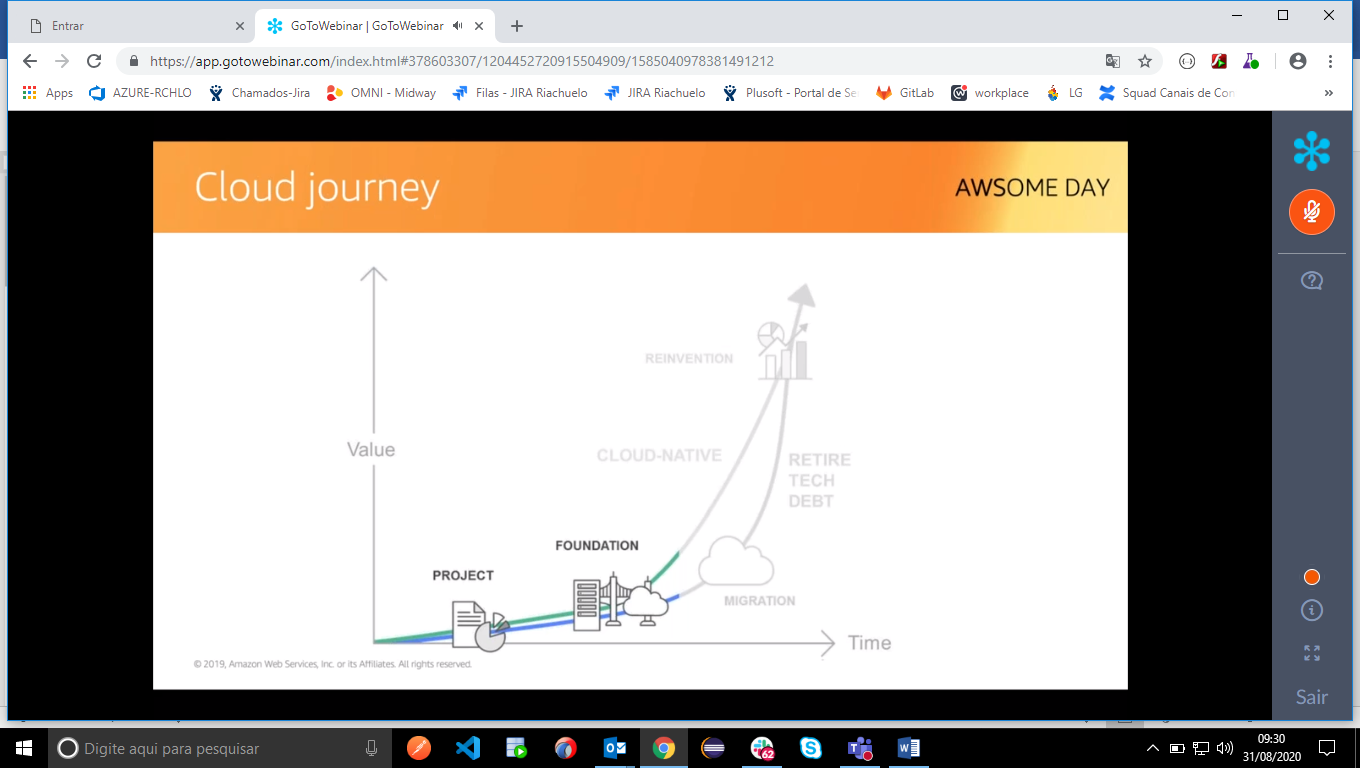 Entrar
GoToWebinar | GoToWebinar
https://app.gotowebinar.com/index.html#378603307/1204452720915504909/1585040978381491212
Apps AZURE-RCHLO Chamados-Jira OMNI - Midway Filas - JIRA Riachuelo JIRA Riachuelo Plusoft - Portal de Se GitLab workplace LG Squad Canais de Con »
Cloud journey
AWSOME DAY
REINVENTION
Value
CLOUD-NATIVE
RETIRE
TECH
DEBT
FOUNDATION
PROJECT
MIGRATION
Time
© 2019, Amazon Web Services, Inc. or its Affiliates. All rights reserved.
Sair
Digite aqui para pesquisar
62
09:30
31/08/2020